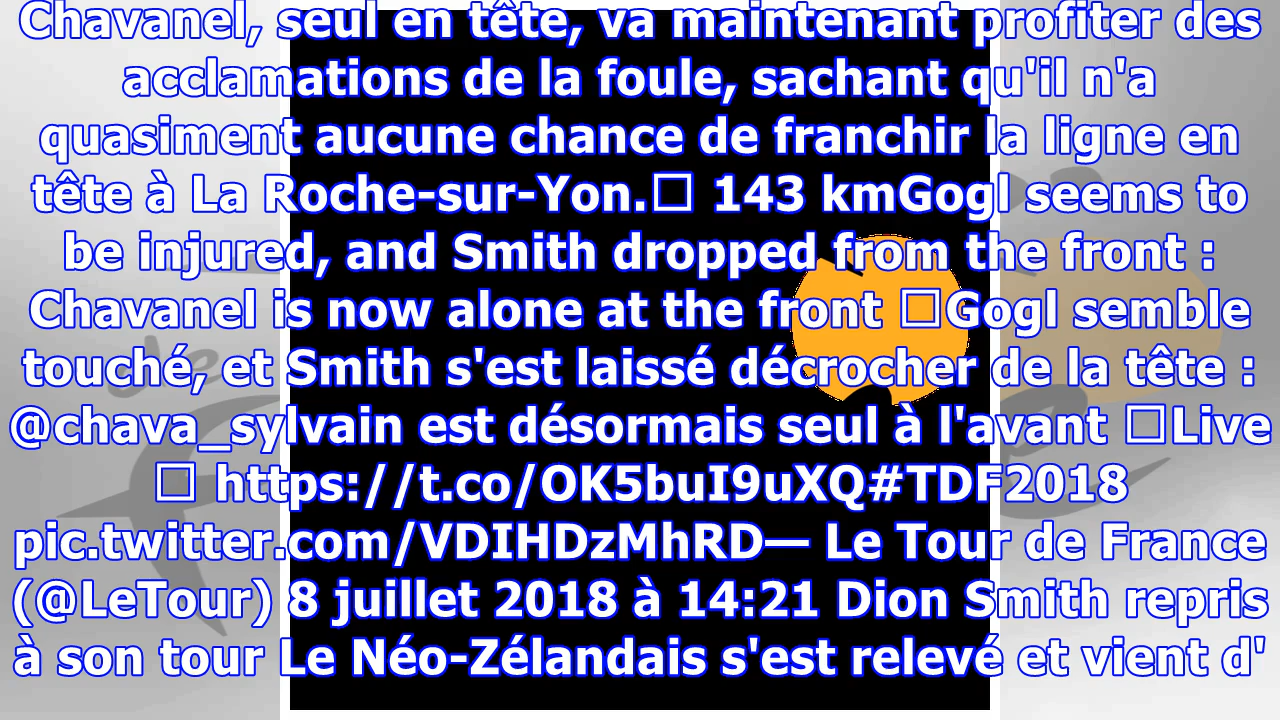 Chavanel, seul en tête, va maintenant profiter des
acclamations de la foule, sachant qu'il n'a
quasiment aucune chance de franchir la ligne en
tête à La Roche-sur-Yon.□ 143 kmGogl seems to
be injured, and Smith dropped from the front :
Chavanel is now alone at the front □Gogl semble
touché, et Smith s'est laissé décrocher de la tête :
@chava_sylvain est désormais seul à l'avant □Live
□ https://t.co/OK5buI9uXQ#TDF2018
pic.twitter.com/VDIHDzMhRD— Le Tour de France
(@LeTour) 8 juillet 2018 à 14:21 Dion Smith repris
à son tour Le Néo-Zélandais s'est relevé et vient d'